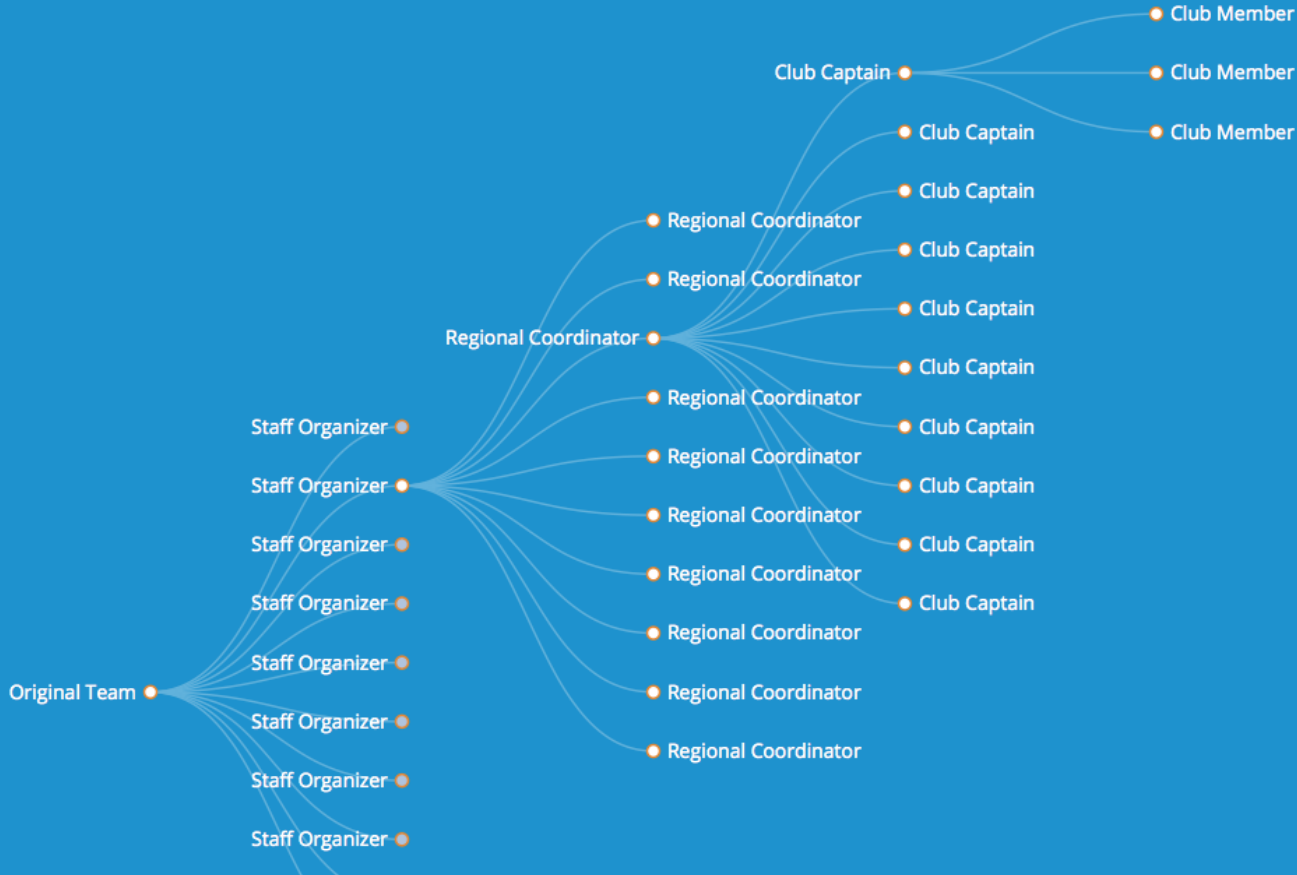 Club Member
Club Captain
Club Member
Club Captain
Club Member
Club Captain
Regional Coordinator
Club Captain
Regional Coordinator
Club Captain
Regional Coordinator
Club Captain
Regional Coordinator
Staff Organizer
Club Captain
Regional Coordinator
Staff Organizer
Club Captain
Regional Coordinator
Staff Organizer
Club Captain
Regional Coordinator
Staff Organizer
Club Captain
Regional Coordinator
Staff Organizer
Original Team
Regional Coordinator
Staff Organizer
Regional Coordinator
Staff Organizer
Staff Organizer